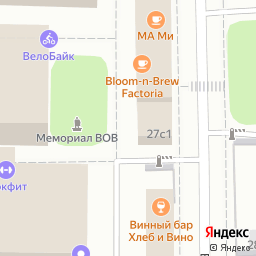 МА Ми
ВелоБайк
Bloom-n-Brew
Factoria
Мемориал ВОВ
27с1
Винный бар
Хлеб и Вино
Яндекс